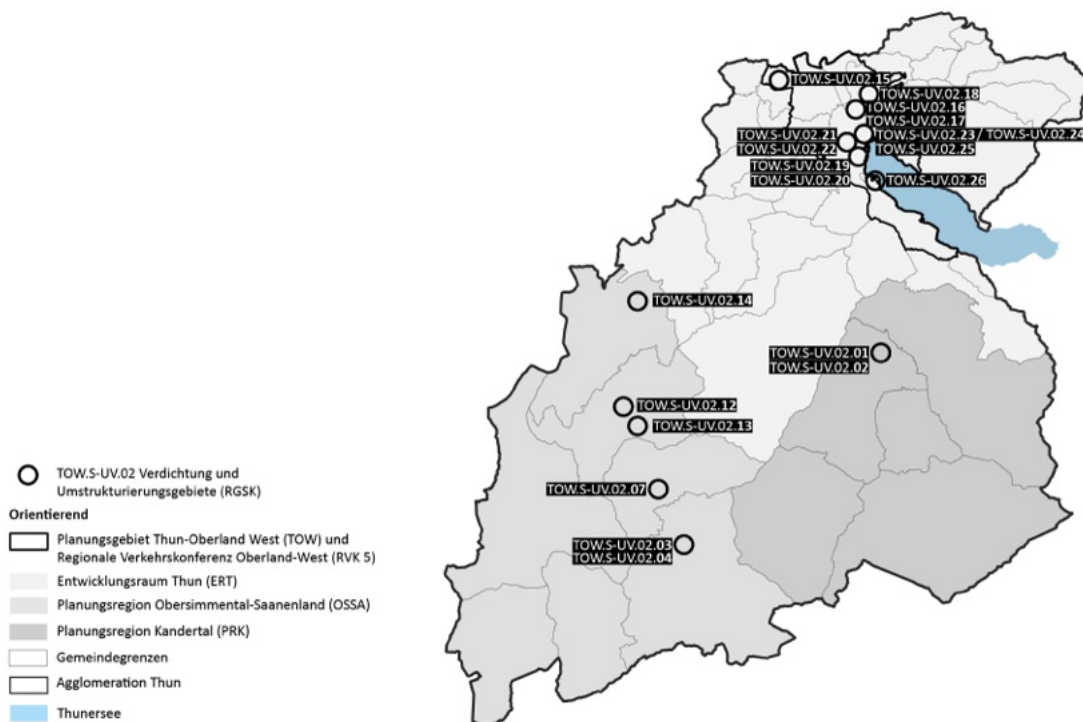 TOW.S-UV.02.15
TOW.S-UV.02.18
TOW.S-UV.02.16
TOW.S-UV.02.17
TOW.S-UV.02.21
TOW.S-UV.02.23 / TOW.S-UV.02.24
TOW.S-UV.02.22
TOW.S-UV.02.25
TOW.S-UV.02.19
TOW.S-UV.02.20
TOW.S-UV.02.26
TOW.S-UV.02.14
TOW.S-UV.02.01
TOW.S-UV.02.02
TOW.S-UV.02.12
TOW.S-UV.02.13
TOW.S-UV.02.07
TOW.S-UV.02.03
TOW.S-UV.02.04
TOW.S-UV.02 Verdichtung und
Umstrukturierungsgebiete (RGSK)
Orientierend
Planungsgebiet Thun-Oberland West (TOW) und
Regionale Verkehrskonferenz Oberland-West (RVK 5)
Entwicklungsraum Thun (ERT)
Planungsregion Obersimmental-Saanenland (OSSA)
Planungsregion Kandertal (PRK)
Gemeindegrenzen
Agglomeration Thun
Thunersee